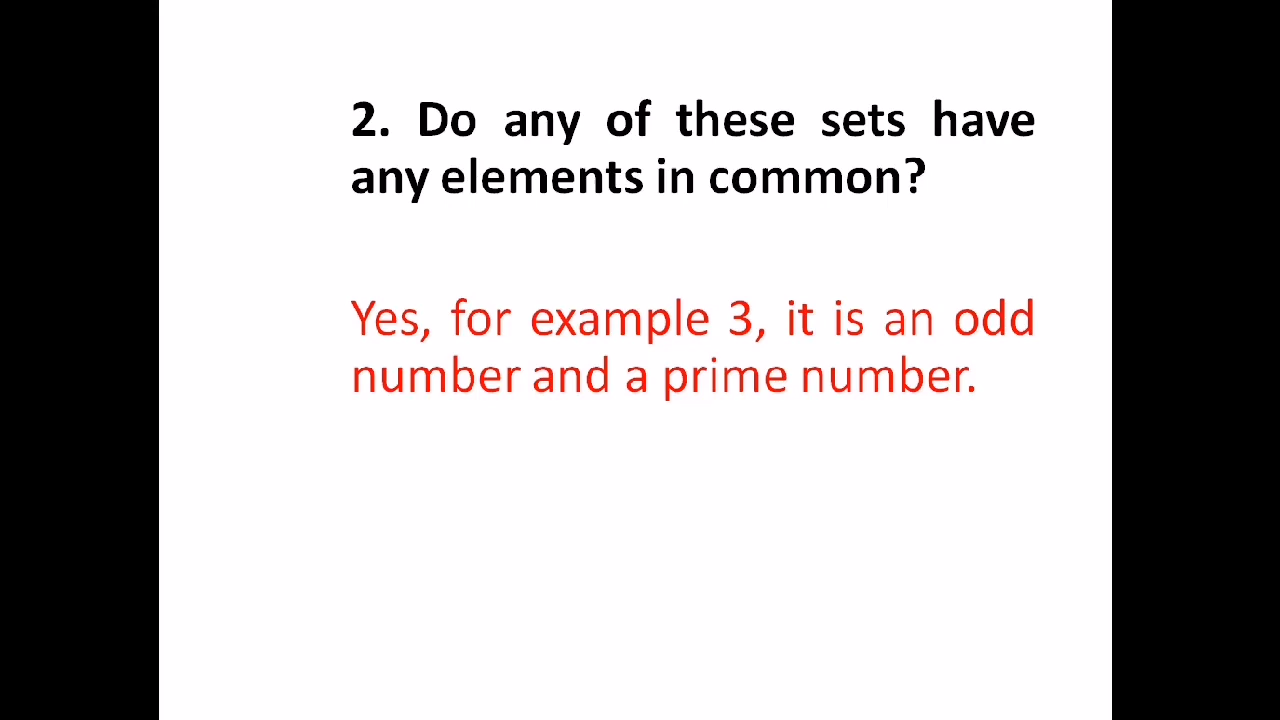 2. Do any of these sets have
any elements in common?
Yes, for example 3, it is an odd
number and a prime number.